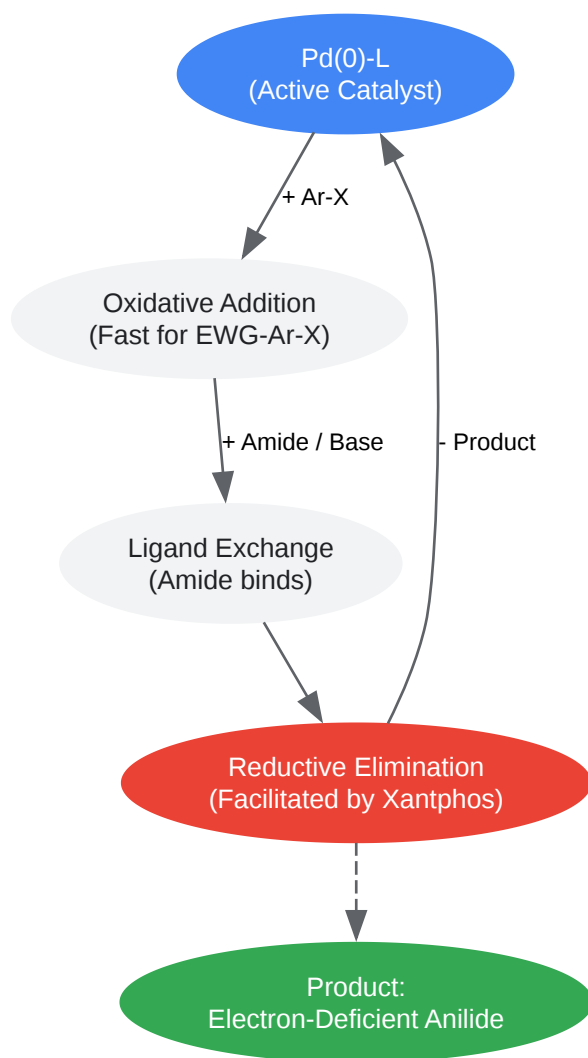 Pd(0)-L
(Active Catalyst)
+ Ar-X
Oxidative Addition
(Fast for EWG-Ar-X)
+ Amide / Base
- Product
Ligand Exchange
(Amide binds)
Reductive Elimination
(Facilitated by Xantphos)
Product:
Electron-Deficient Anilide